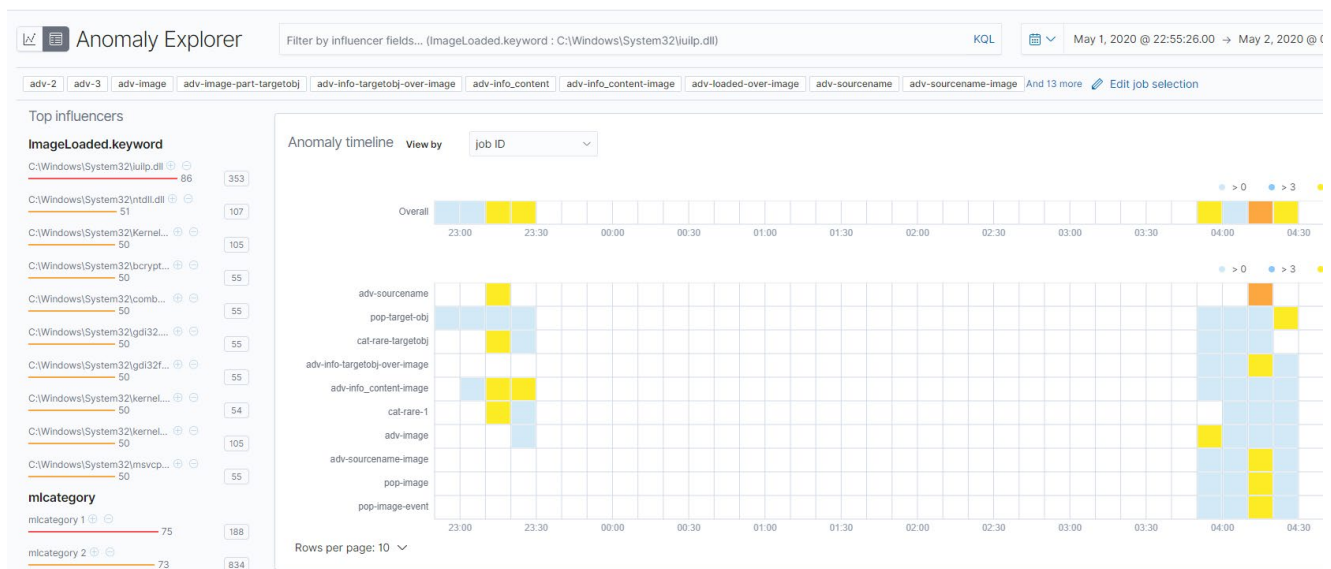 Anomaly Explorer
Filter by influencer fields... (ImageLoaded.keyword : C:\Windows\System32\iuilp.dll)
KQL
May 1, 2020 @ 22:55:26.00 → May 2, 2020 @ 0
adv-2 adv-3 adv-image adv-image-part-targetobj adv-info-targetobj-over-image adv-info_content adv-info_content-image adv-loaded-over-image adv-sourcename adv-sourcename-image And 13 more Edit job selection
Top influencers
ImageLoaded.keyword
C:\Windows\System32\iuilp.dll
86 353
C:\Windows\System32\ntdll.dll
51 107
C:\Windows\System32\Kernel...
50 105
C:\Windows\System32\bcrypt...
50 55
C:\Windows\System32\comb...
50 55
C:\Windows\System32\gdi32....
50 55
C:\Windows\System32\gdi32f...
50 55
C:\Windows\System32\kernel....
50 54
C:\Windows\System32\kernel...
50 105
C:\Windows\System32\msvcp...
50 55
mlcategory
mlcategory 1
75 188
mlcategory 2
73 834
Anomaly timeline View by job ID
> 0 > 3
Overall
23:00 23:30 00:00 00:30 01:00 01:30 02:00 02:30 03:00 03:30 04:00 04:30
> 0 > 3
adv-sourcename
pop-target-obj
cat-rare-targetobj
adv-info-targetobj-over-image
adv-info_content-image
cat-rare-1
adv-image
adv-sourcename-image
pop-image
pop-image-event
23:00 23:30 00:00 00:30 01:00 01:30 02:00 02:30 03:00 03:30 04:00 04:30
Rows per page: 10